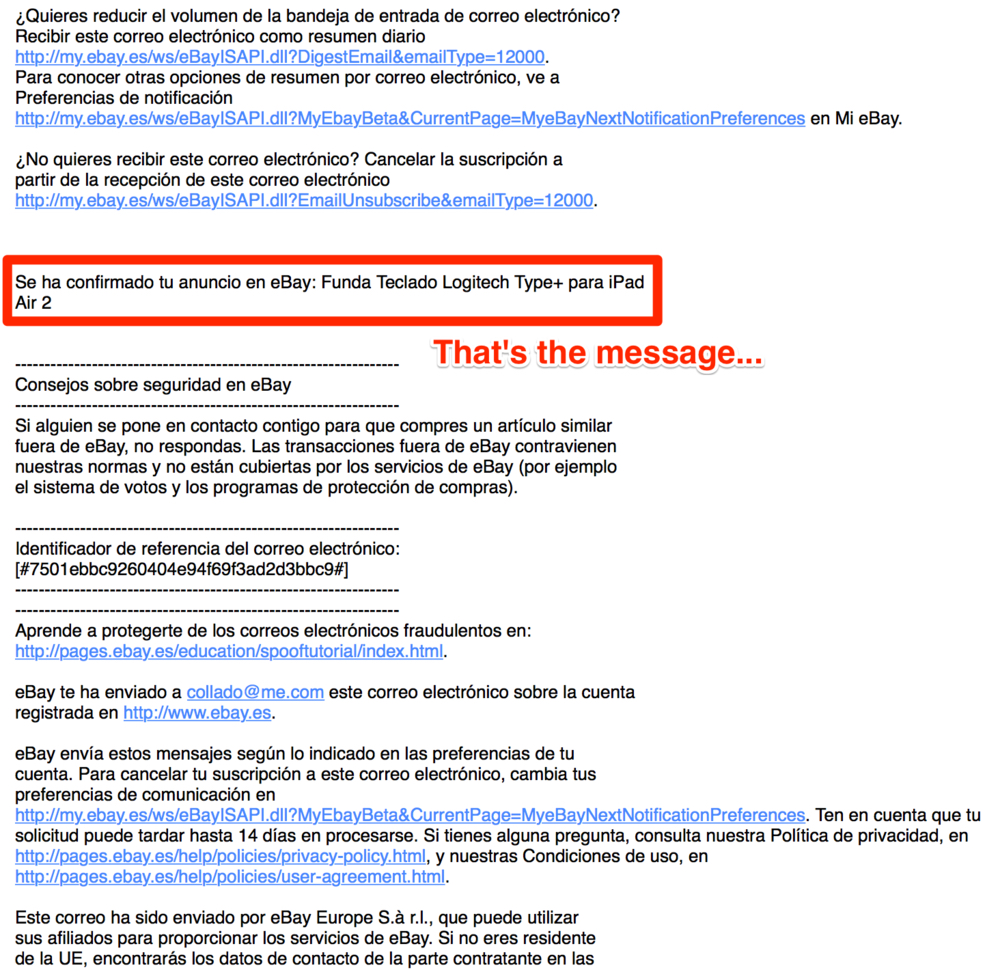 ¿Quieres reducir el volumen de la bandeja de entrada de correo electrónico?
Recibir este correo electrónico como resumen diario
http://my.ebay.es/ws/eBayISAPI.dll?DigestEmail&emailType=12000.
Para conocer otras opciones de resumen por correo electrónico, ve a
Preferencias de notificación
http://my.ebay.es/ws/eBayISAPI.dll?MyEbayBeta&CurrentPage=MyeBayNextNotificationPreferences en Mi eBay.
¿No quieres recibir este correo electrónico? Cancelar la suscripción a
partir de la recepción de este correo electrónico
http://my.ebay.es/ws/eBayISAPI.dll?EmailUnsubscribe&emailType=12000.
Se ha confirmado tu anuncio en eBay: Funda Teclado Logitech Type+ para iPad
Air 2
That's the message...
-----------------------------------------------------------------
Consejos sobre seguridad en eBay
-----------------------------------------------------------------
Si alguien se pone en contacto contigo para que compres un artículo similar
fuera de eBay, no respondas. Las transacciones fuera de eBay contravienen
nuestras normas y no están cubiertas por los servicios de eBay (por ejemplo
el sistema de votos y los programas de protección de compras).
-----------------------------------------------------------------
Identificador de referencia del correo electrónico:
[#7501ebbc9260404e94f69f3ad2d3bbc9#]
-----------------------------------------------------------------
-----------------------------------------------------------------
Aprende a protegerte de los correos electrónicos fraudulentos en:
http://pages.ebay.es/education/spooftutorial/index.html.
eBay te ha enviado a collado@me.com este correo electrónico sobre la cuenta
registrada en http://www.ebay.es.
eBay envía estos mensajes según lo indicado en las preferencias de tu
cuenta. Para cancelar tu suscripción a este correo electrónico, cambia tus
preferencias de comunicación en
http://my.ebay.es/ws/eBayISAPI.dll?MyEbayBeta&CurrentPage=MyeBayNextNotificationPreferences. Ten en cuenta que tu
solicitud puede tardar hasta 14 días en procesarse. Si tienes alguna pregunta, consulta nuestra Política de privacidad, en
http://pages.ebay.es/help/policies/privacy-policy.html, y nuestras Condiciones de uso, en
http://pages.ebay.es/help/policies/user-agreement.html.
Este correo ha sido enviado por eBay Europe S.à r.l., que puede utilizar
sus afiliados para proporcionar los servicios de eBay. Si no eres residente
de la UE, encontrarás los datos de contacto de la parte contratante en las